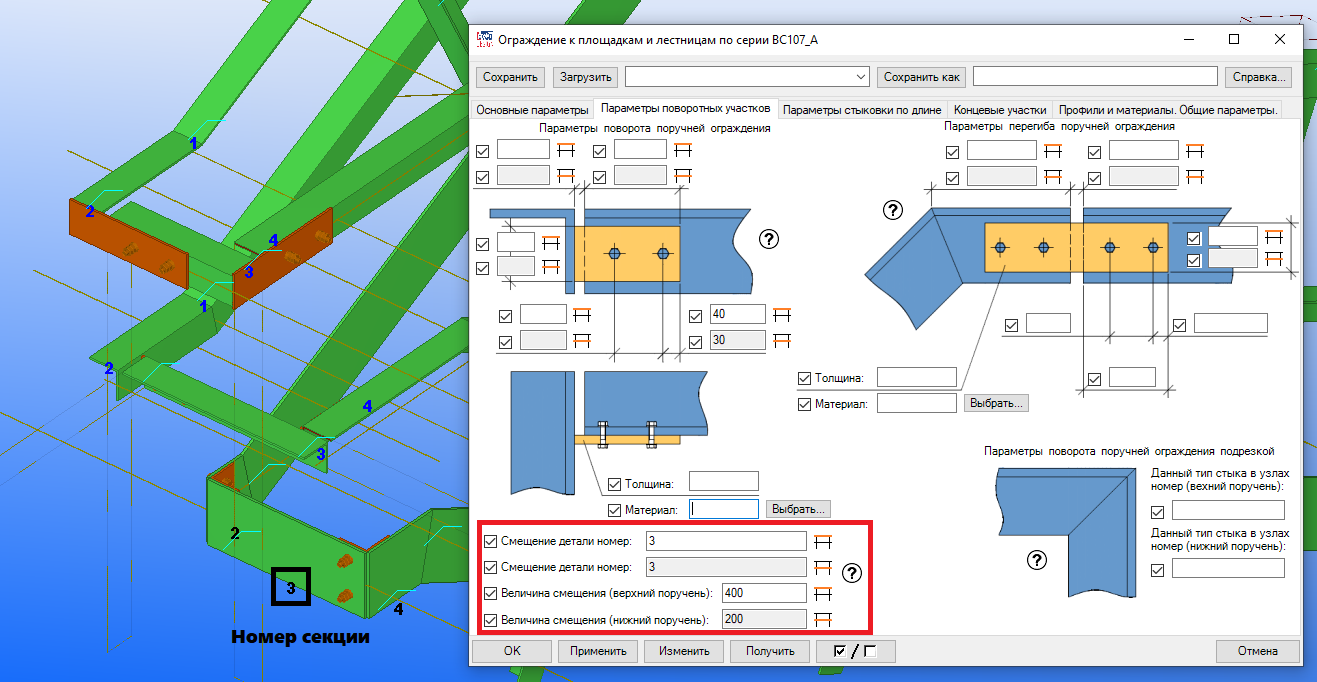 Ограждение к площадкам и лестницам по серии ВС107_А
Сохранить
Загрузить
Сохранить как
Справка...
Основные параметры
Параметры поворотных участков
Параметры стыковки по длине
Концевые участки
Профили и материалы. Общие параметры.
Параметры поворота поручней ограждения
Параметры перегиба поручней ограждения
?
?
40
30
Толщина:
Материал:
Выбрать...
Толщина:
Материал:
Выбрать...
Параметры поворота поручней ограждения подрезкой
Данный тип стыка в узлах
номер (вехний поручень):
Данный тип стыка в узлах
номер (нижний поручень):
?
Смещение детали номер:
3
Смещение детали номер:
3
?
Величина смещения (верхний поручень):
400
Величина смещения (нижний поручень):
200
OK
Применить
Изменить
Получить
/
Отмена
1
2
4
3
1
2
4
3
2
3
4
Номер секции